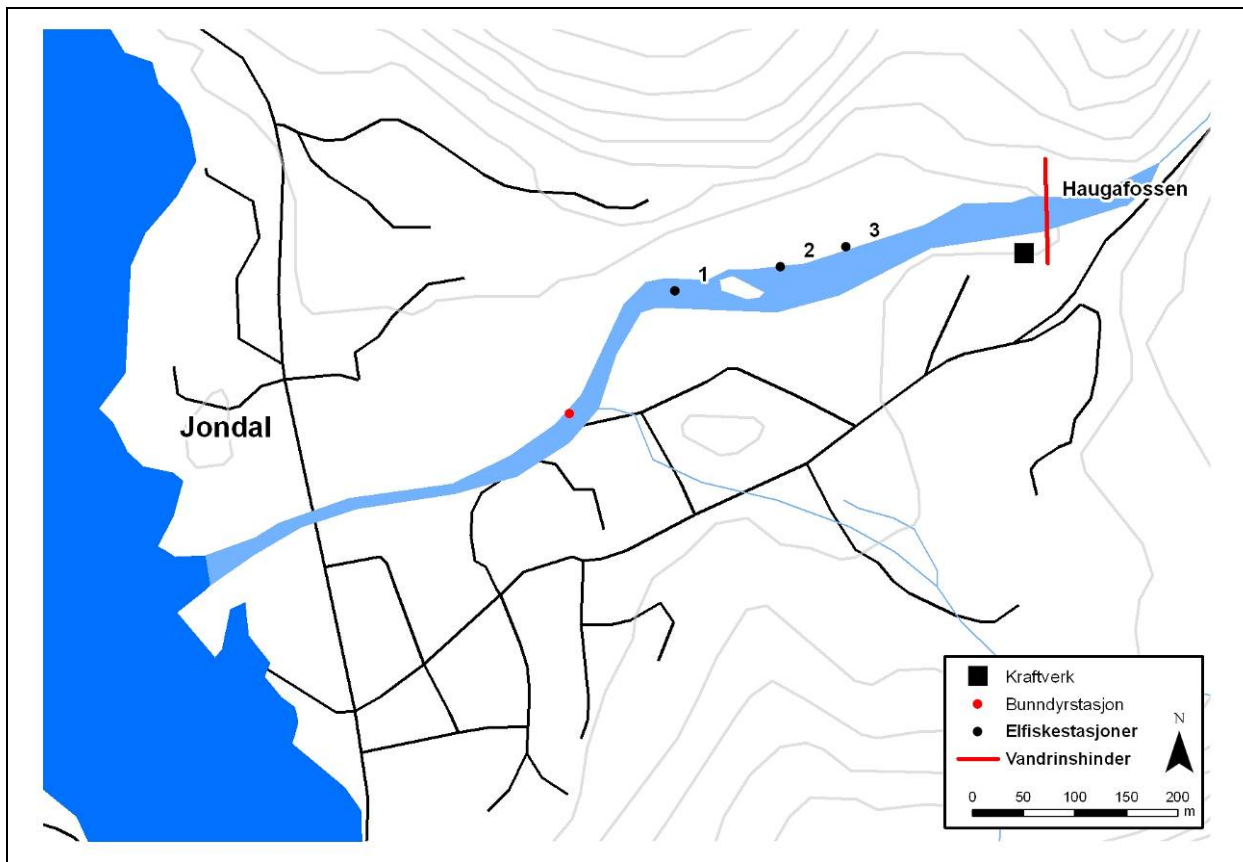 Haugafossen
3
2
1
Jondal
Kraftverk
Bunndyrstasjon
Elfiskestasjoner
Vandrinshinder
N
0 50 100 150 200
m